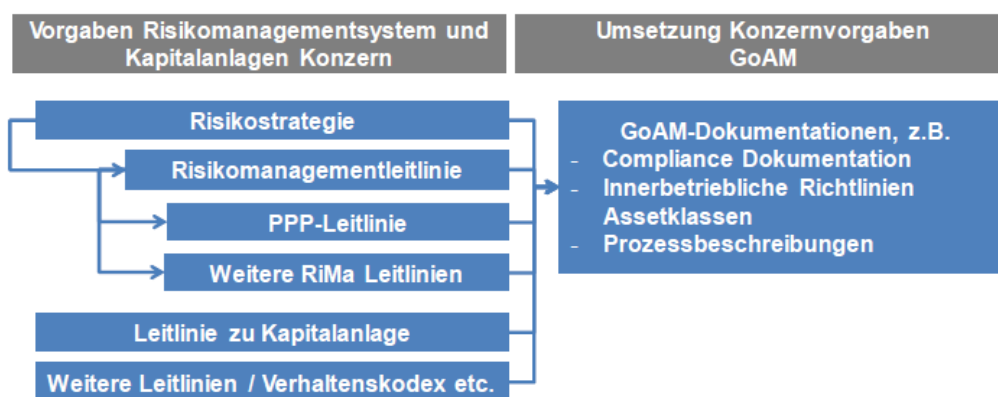 Vorgaben Risikomanagementsystem und
Kapitalanlagen Konzern
Umsetzung Konzernvorgaben
GoAM
Risikostrategie
Risikomanagementleitlinie
PPP-Leitlinie
Weitere RiMa Leitlinien
Leitlinie zu Kapitalanlage
Weitere Leitlinien / Verhaltenskodex etc.
GoAM-Dokumentationen, z.B.
- Compliance Dokumentation
- Innerbetriebliche Richtlinien
Assetklassen
- Prozessbeschreibungen